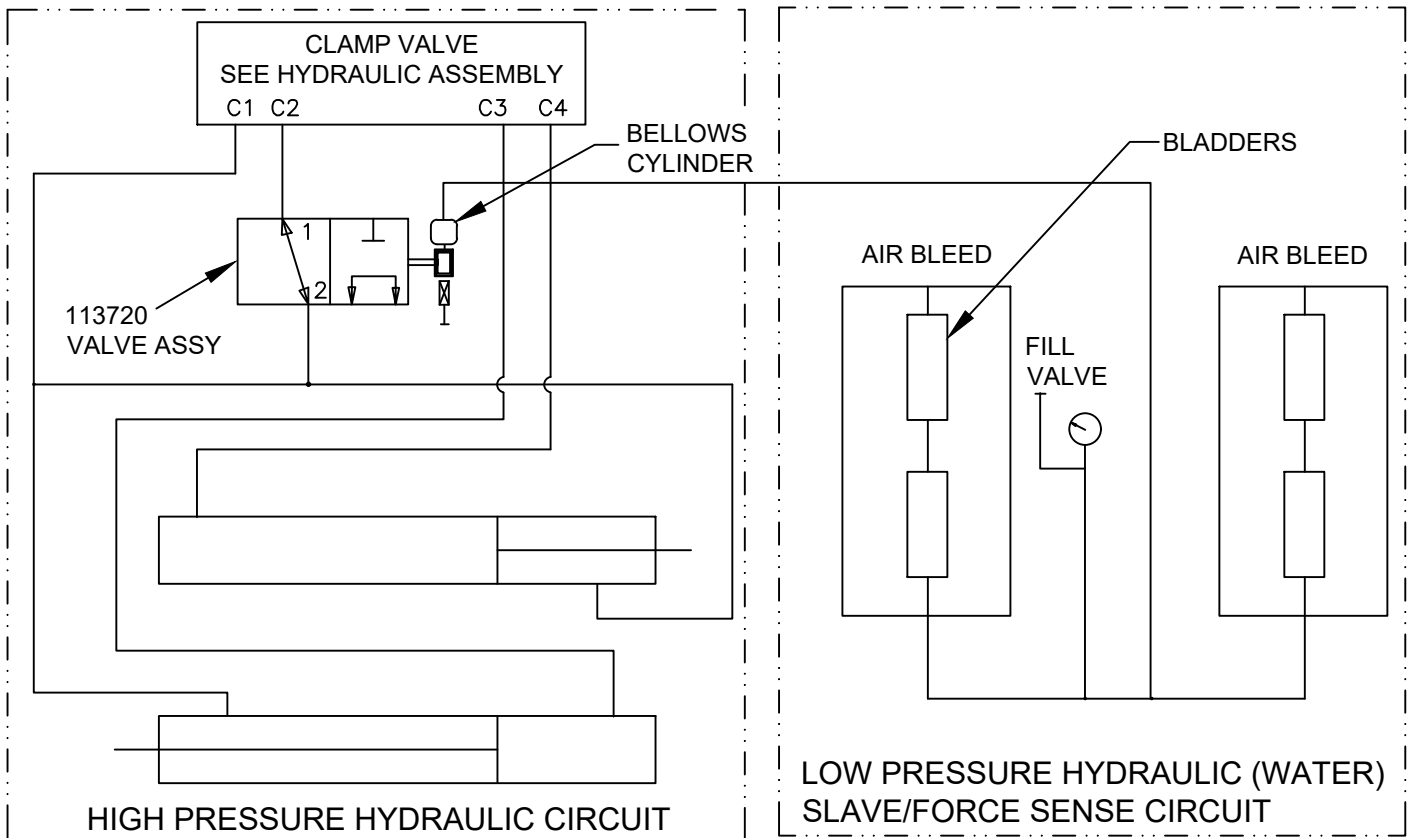 CLAMP VALVE
SEE HYDRAULIC ASSEMBLY
C1 C2 C3 C4
BELLOWS
CYLINDER
1
2
113720
VALVE ASSY
HIGH PRESSURE HYDRAULIC CIRCUIT
BLADDERS
AIR BLEED
AIR BLEED
FILL
VALVE
LOW PRESSURE HYDRAULIC (WATER)
SLAVE/FORCE SENSE CIRCUIT